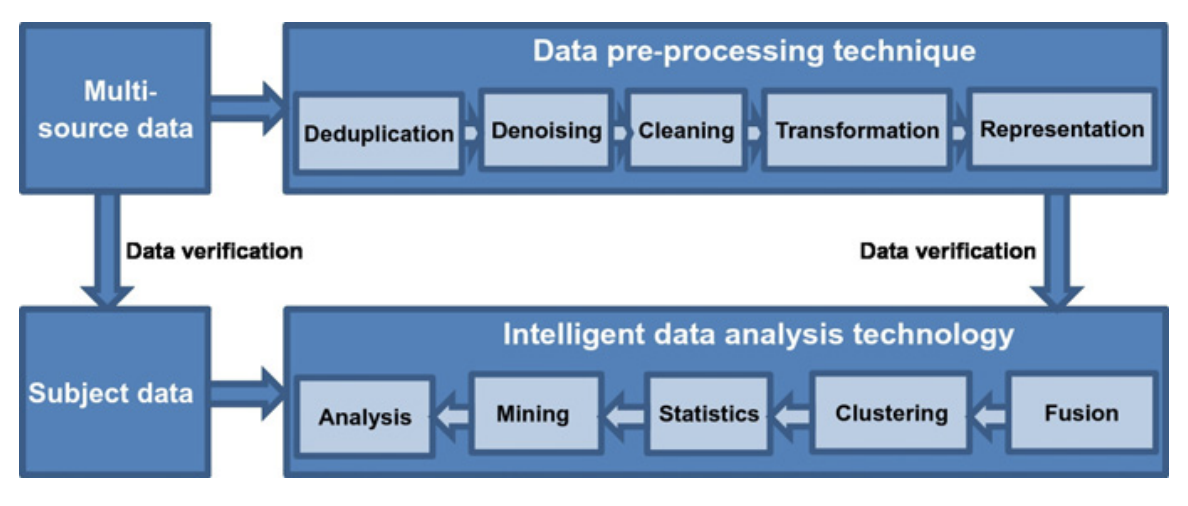 Multi-
source data
Data pre-processing technique
Deduplication
Denoising
Cleaning
Transformation
Representation
Data verification
Data verification
Subject data
Intelligent data analysis technology
Analysis
Mining
Statistics
Clustering
Fusion